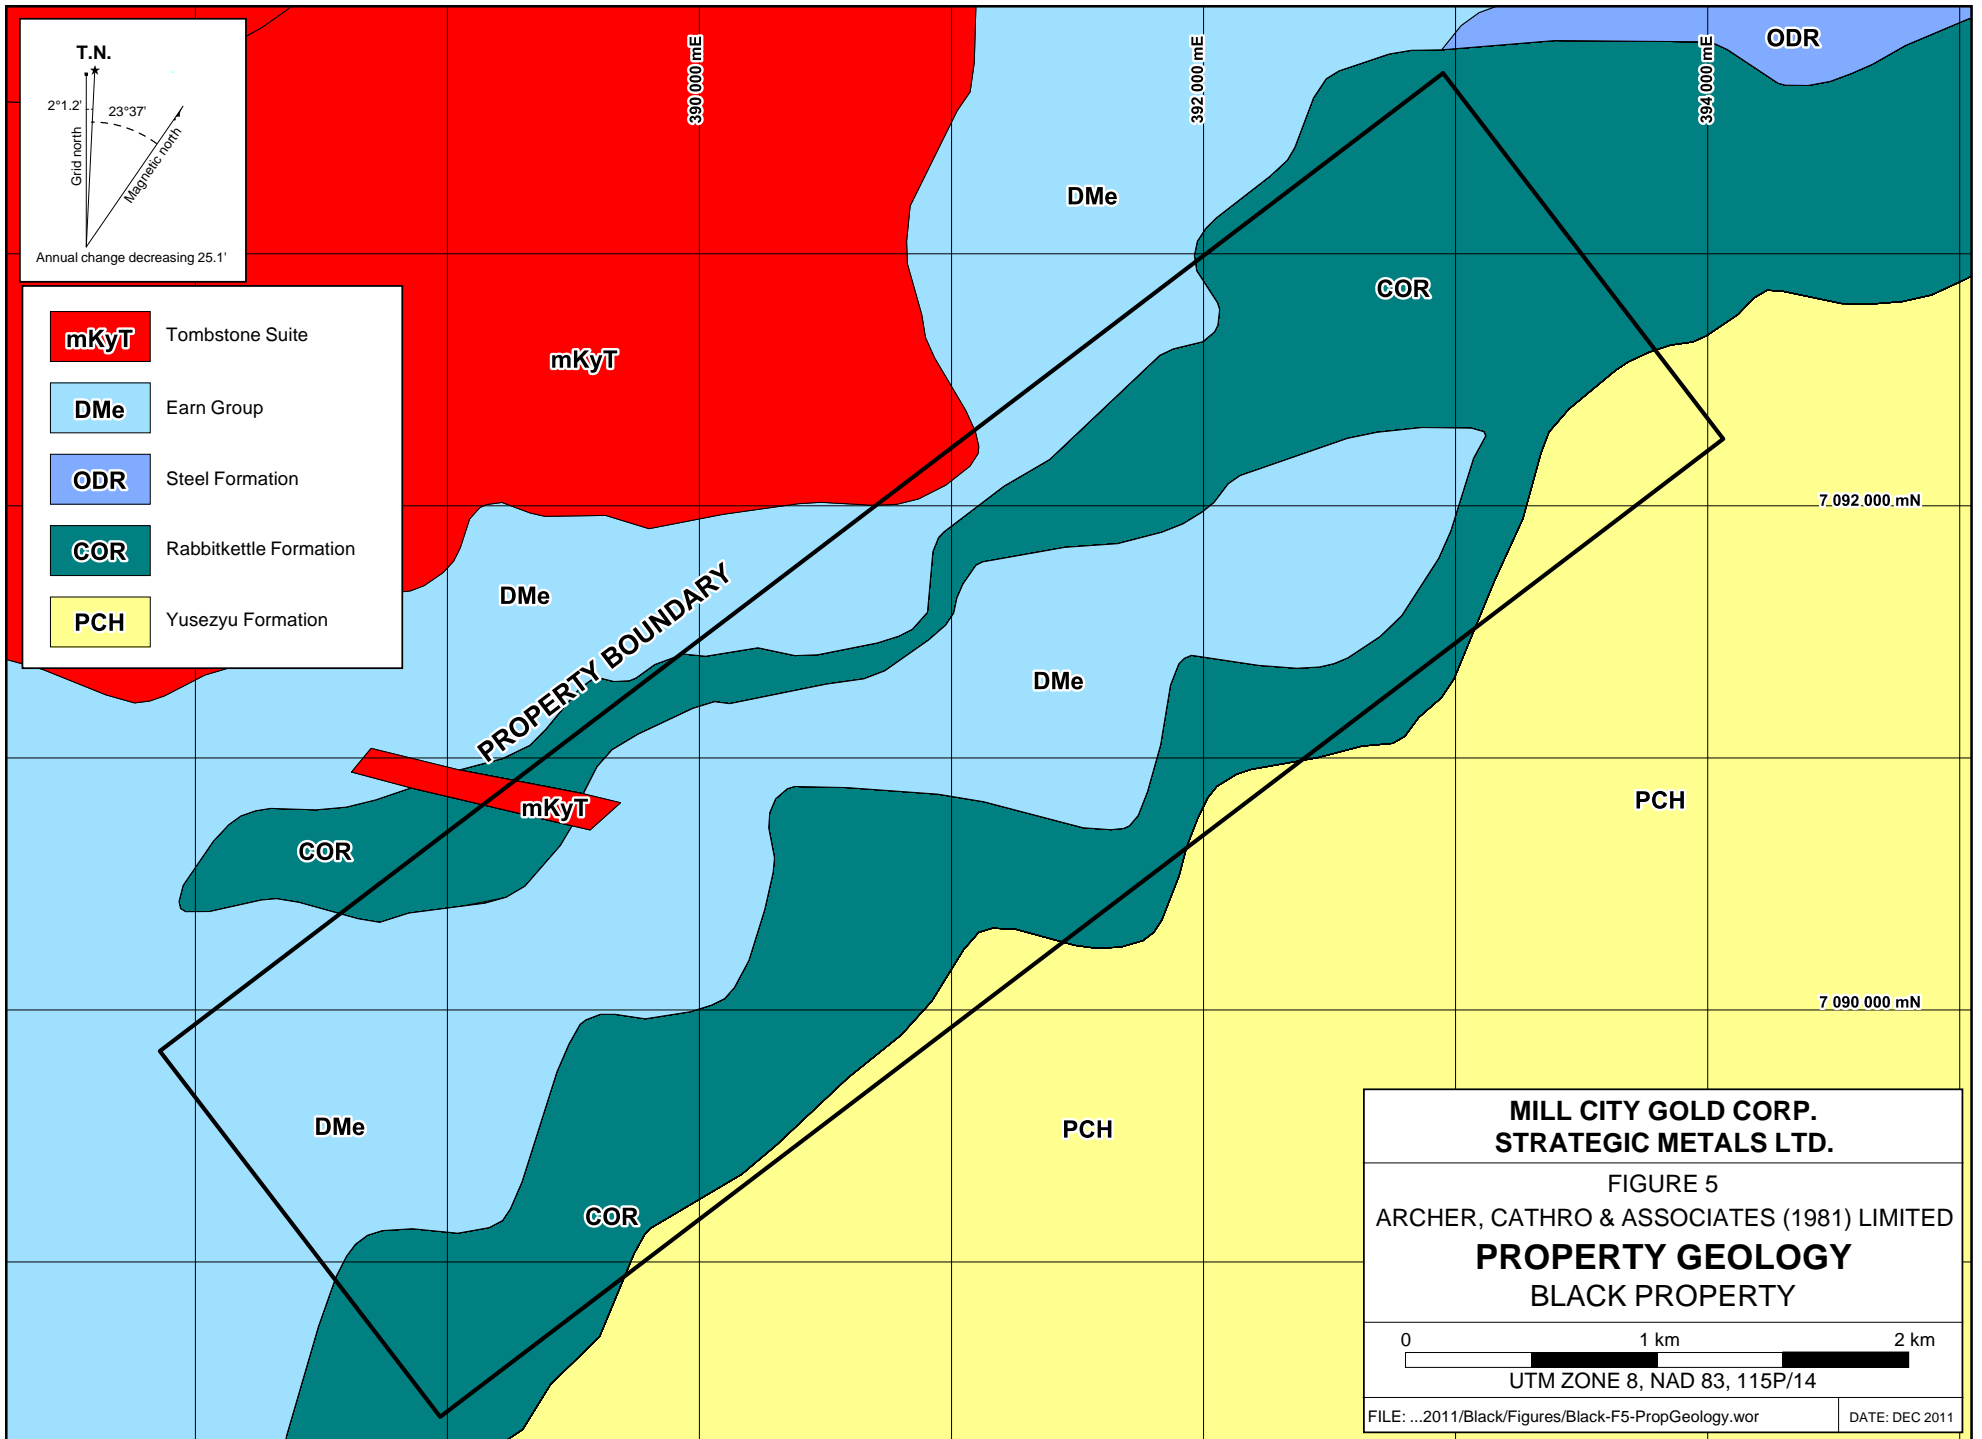 T.N.
2°1.2'
23°37'
Grid north
Magnetic north
Annual change decreasing 25.1'
mKyT Tombstone Suite
DMe Earn Group
ODR Steel Formation
COR Rabbitkettle Formation
PCH Yusezyu Formation
390 000 mE
392 000 mE
394 000 mE
ODR
DMe
COR
mKyT
7 092 000 mN
DMe
PROPERTY BOUNDARY
DMe
mKyT
PCH
COR
7 090 000 mN
DMe
PCH
COR
MILL CITY GOLD CORP.
STRATEGIC METALS LTD.
FIGURE 5
ARCHER, CATHRO & ASSOCIATES (1981) LIMITED
PROPERTY GEOLOGY
BLACK PROPERTY
0 1 km 2 km
UTM ZONE 8, NAD 83, 115P/14
FILE: ...2011/Black/Figures/Black-F5-PropGeology.wor
DATE: DEC 2011